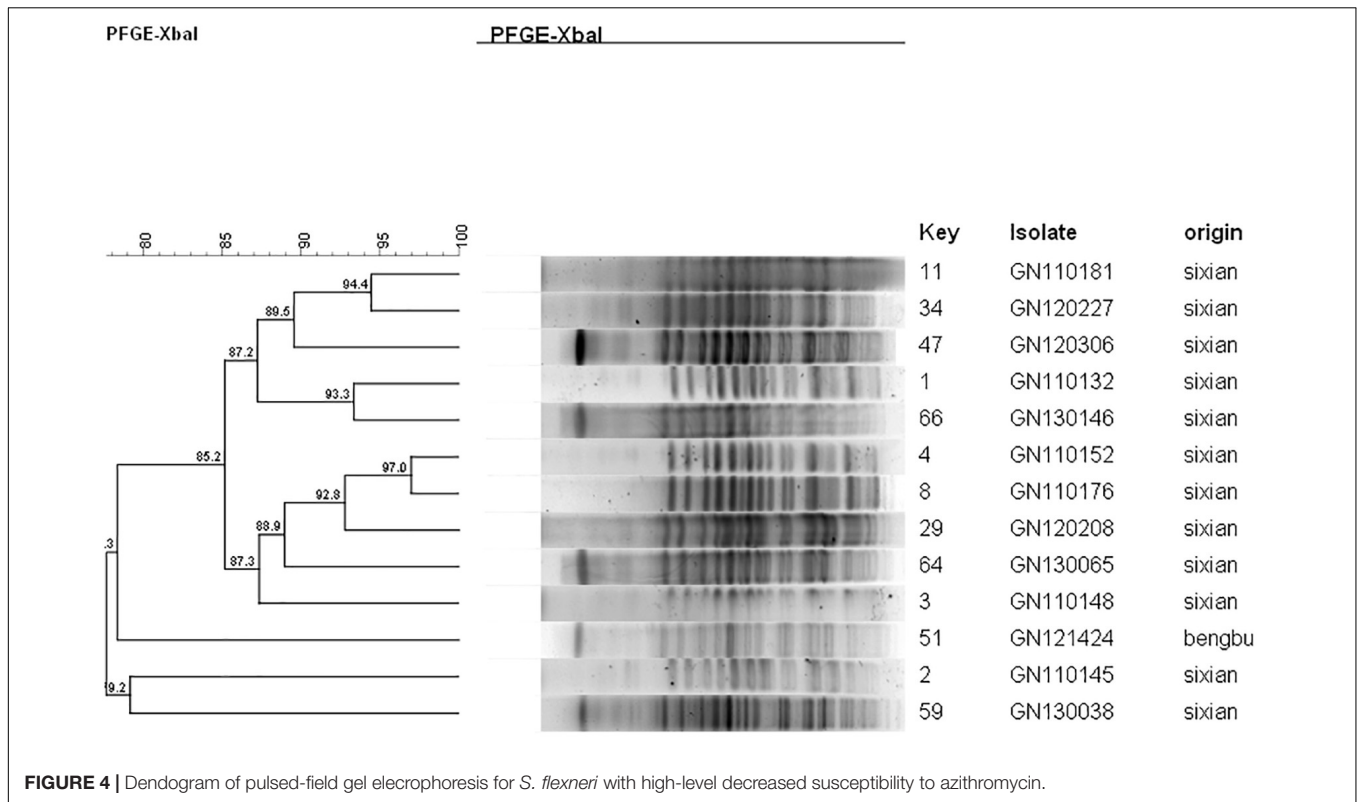 PFGE-XbaI PFGE-XbaI
80 85 90 95 100
Key Isolate origin
94.4 11 GN110181 sixian
89.5 34 GN120227 sixian
87.2 47 GN120306 sixian
93.3 1 GN110132 sixian
66 GN130146 sixian
85.2 97.0 4 GN110152 sixian
92.8 8 GN110176 sixian
88.9 29 GN120208 sixian
87.3 64 GN130065 sixian
.3 3 GN110148 sixian
51 GN121424 bengbu
9.2 2 GN110145 sixian
59 GN130038 sixian
FIGURE 4 | Dendogram of pulsed-field gel elecrophoresis for S. flexneri with high-level decreased susceptibility to azithromycin.